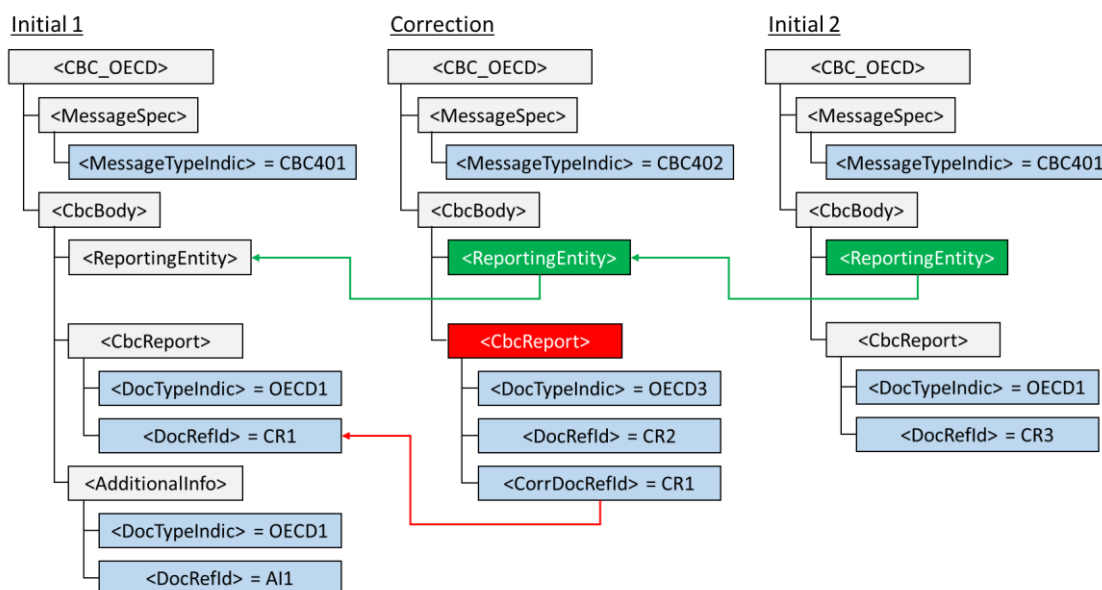 Initial 1
<CBC_OECD>
<MessageSpec>
<MessageTypeIndic> = CBC401
<CbcBody>
<ReportingEntity>
<CbcReport>
<DocTypeIndic> = OECD1
<DocRefId> = CR1
<AdditionalInfo>
<DocTypeIndic> = OECD1
<DocRefId> = AI1
Correction
<CBC_OECD>
<MessageSpec>
<MessageTypeIndic> = CBC402
<CbcBody>
<ReportingEntity>
<CbcReport>
<DocTypeIndic> = OECD3
<DocRefId> = CR2
<CorrDocRefId> = CR1
Initial 2
<CBC_OECD>
<MessageSpec>
<MessageTypeIndic> = CBC401
<CbcBody>
<ReportingEntity>
<CbcReport>
<DocTypeIndic> = OECD1
<DocRefId> = CR3